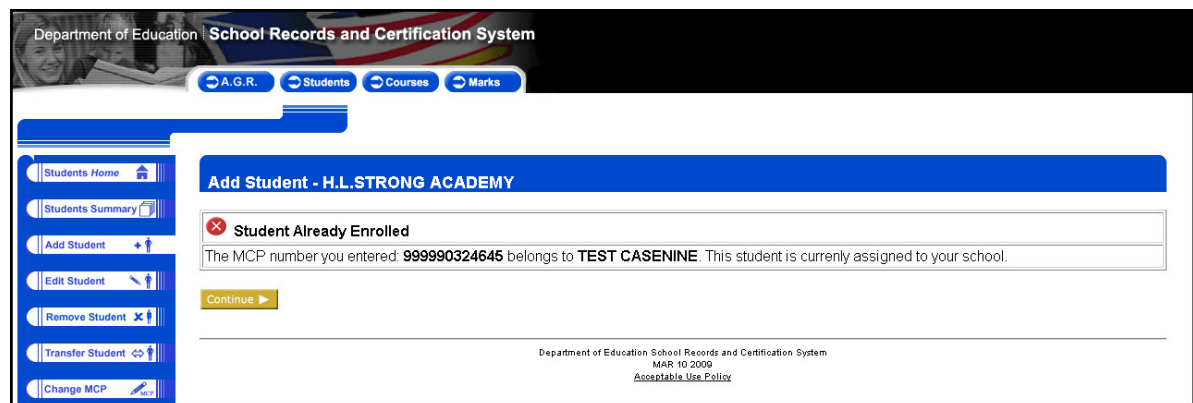 Department of Education School Records and Certification System
A.G.R. Students Courses Marks
Students Home
Students Summary
Add Student
Edit Student
Remove Student
Transfer Student
Change MCP
MCP
Add Student - H.L.STRONG ACADEMY
Student Already Enrolled
The MCP number you entered: 999990324645 belongs to TEST CASENINE. This student is currenly assigned to your school.
Continue
Department of Education School Records and Certification System
MAR 10 2009
Acceptable Use Policy